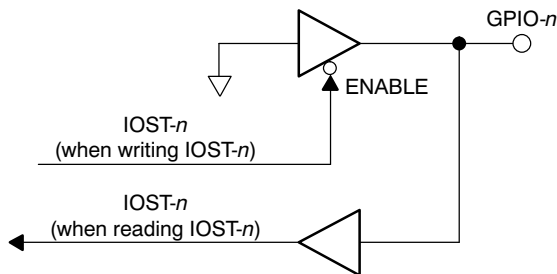 GPIO-n
ENABLE
IOST-n
(when writing IOST-n)
IOST-n
(when reading IOST-n)